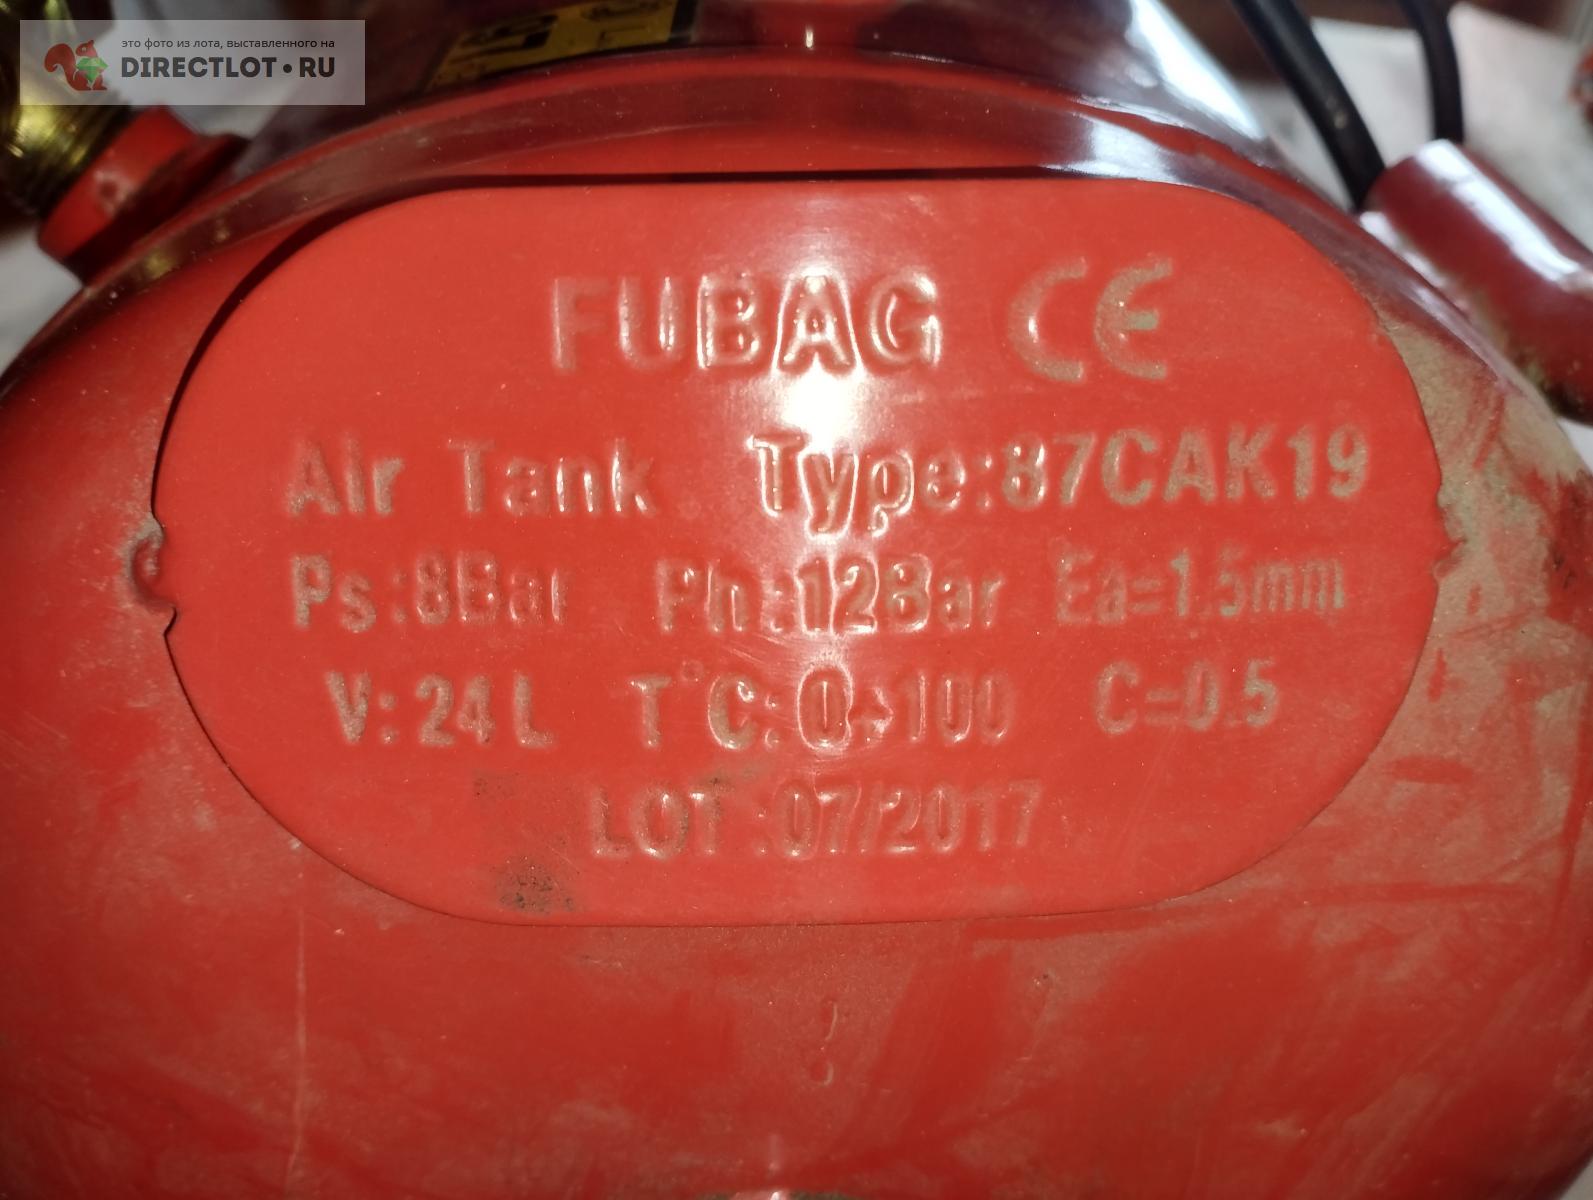 это фото из лота, выставленного на
DIRECTLOT•RU
FUBAG CE
Air Tank Type:87CAK19
Ps:8Bar Ph:12Bar Ea=1.5mm
V:24L T°C:0÷100 C=0.5
LOT:07/2017